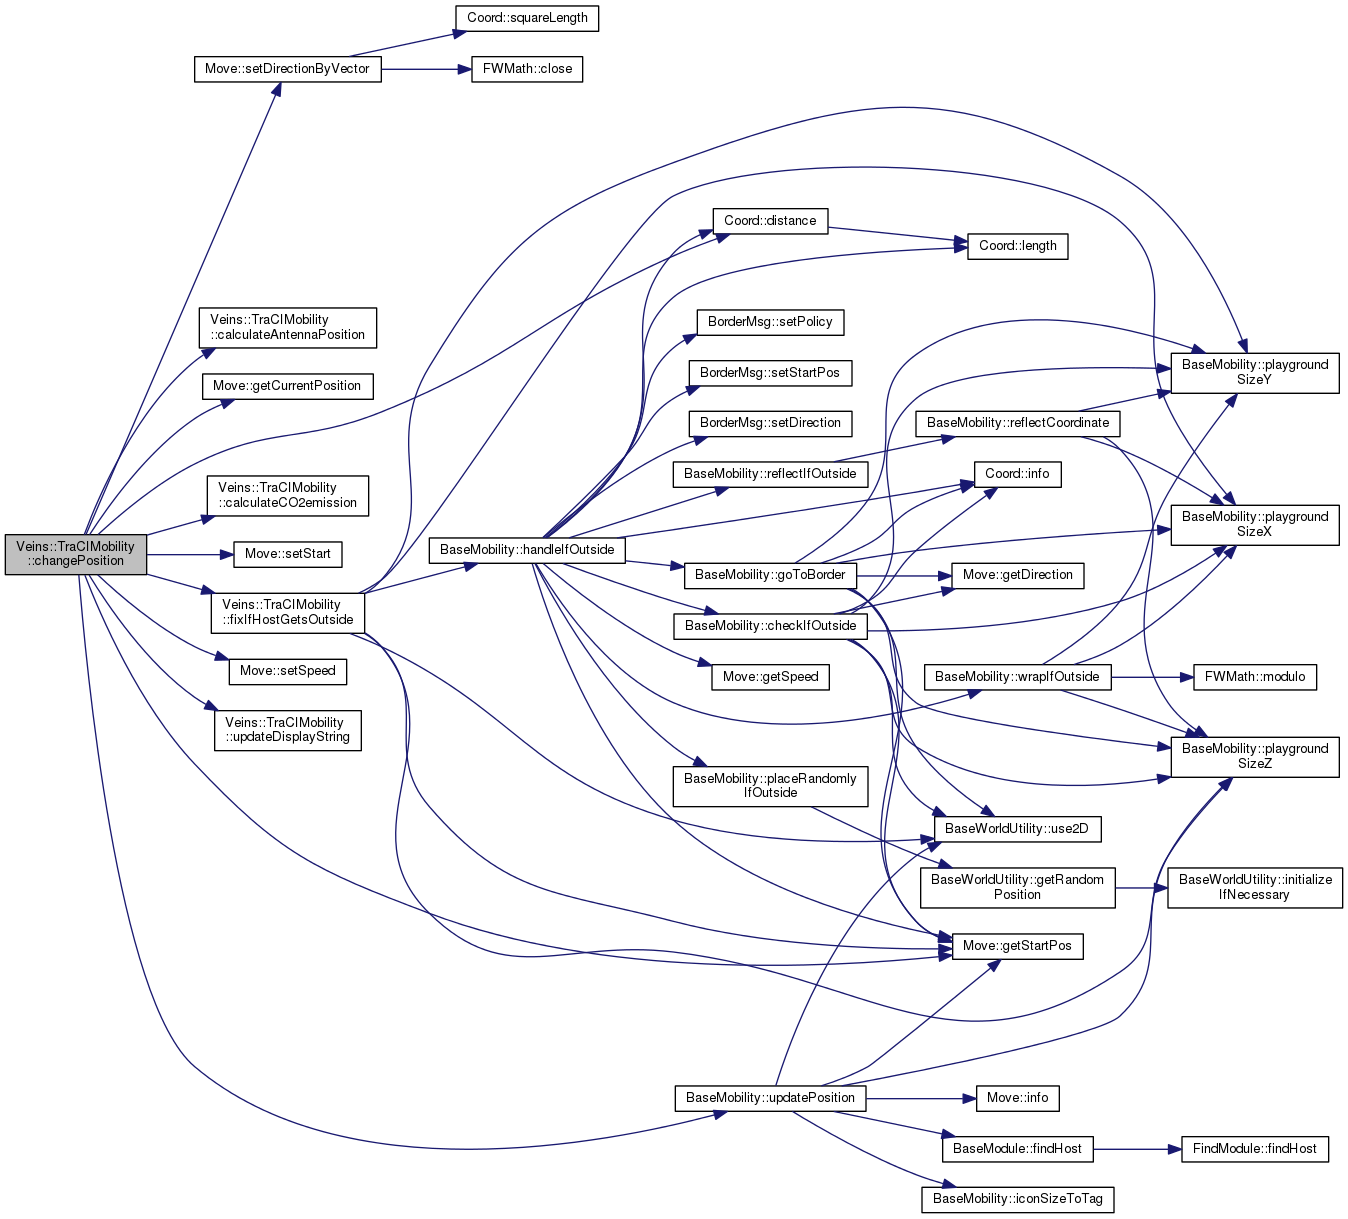 Coord::squareLength
Move::setDirectionByVector
FWMath::close
Coord::distance
Coord::length
Veins::TraCIMobility
::calculateAntennaPosition
BorderMsg::setPolicy
BaseMobility::playground
SizeY
Move::getCurrentPosition
BorderMsg::setStartPos
BorderMsg::setDirection
BaseMobility::reflectCoordinate
BaseMobility::reflectIfOutside
Coord::info
Veins::TraCIMobility
::calculateCO2emission
BaseMobility::playground
SizeX
Veins::TraCIMobility
::changePosition
Move::setStart
BaseMobility::handleIfOutside
BaseMobility::goToBorder
Move::getDirection
Veins::TraCIMobility
::fixIfHostGetsOutside
BaseMobility::checkIfOutside
Move::setSpeed
Move::getSpeed
BaseMobility::wrapIfOutside
FWMath::modulo
Veins::TraCIMobility
::updateDisplayString
BaseMobility::playground
SizeZ
BaseMobility::placeRandomly
IfOutside
BaseWorldUtility::use2D
BaseWorldUtility::getRandom
Position
BaseWorldUtility::initialize
IfNecessary
Move::getStartPos
BaseMobility::updatePosition
Move::info
BaseModule::findHost
FindModule::findHost
BaseMobility::iconSizeToTag